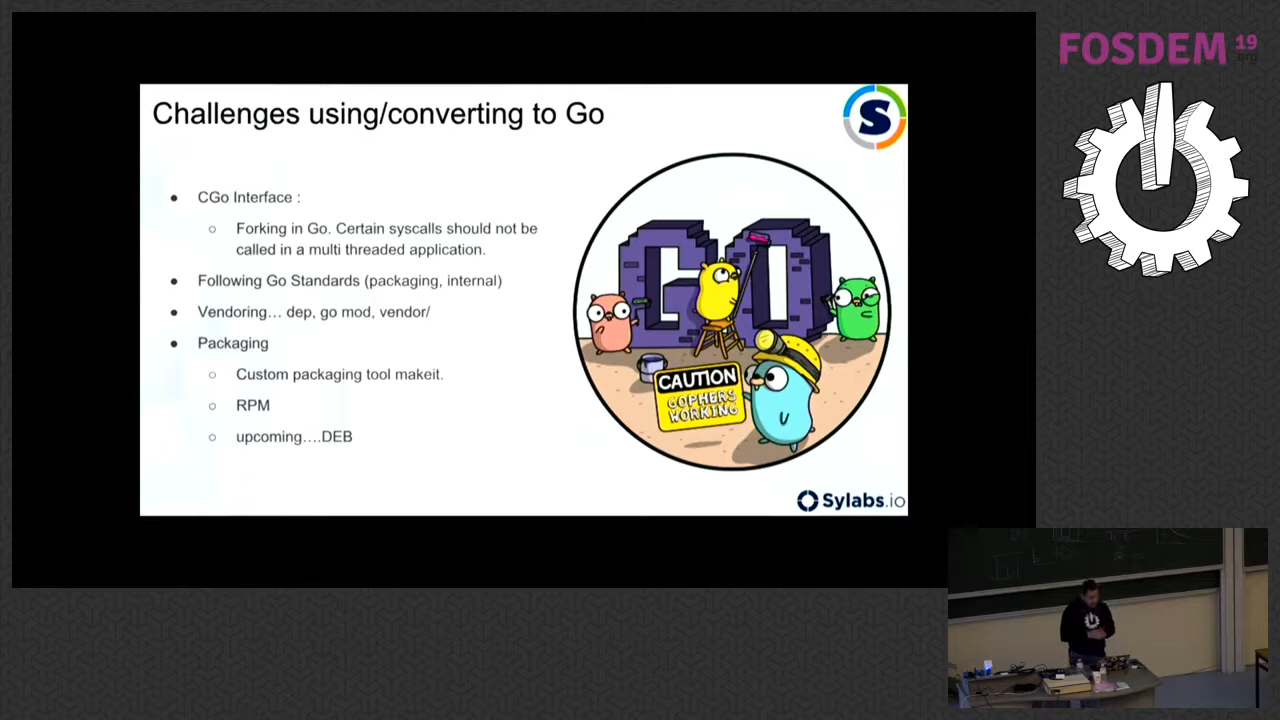 FOSDEM 19
.org
Challenges using/converting to Go
S
● CGo Interface :
○ Forking in Go. Certain syscalls should not be
called in a multi threaded application.
● Following Go Standards (packaging, internal)
● Vendoring… dep, go mod, vendor/
● Packaging
○ Custom packaging tool makeit.
○ RPM
○ upcoming….DEB
GO
CAUTION
GOPHERS
WORKING
Sylabs.io